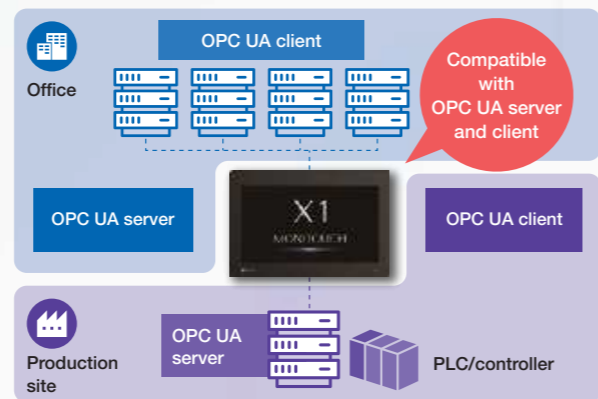 OPC UA client
Office
Compatible
with
OPC UA server
and client
OPC UA server
X1
MONITOUCH
OPC UA client
OPC UA
server
Production
site
PLC/controller